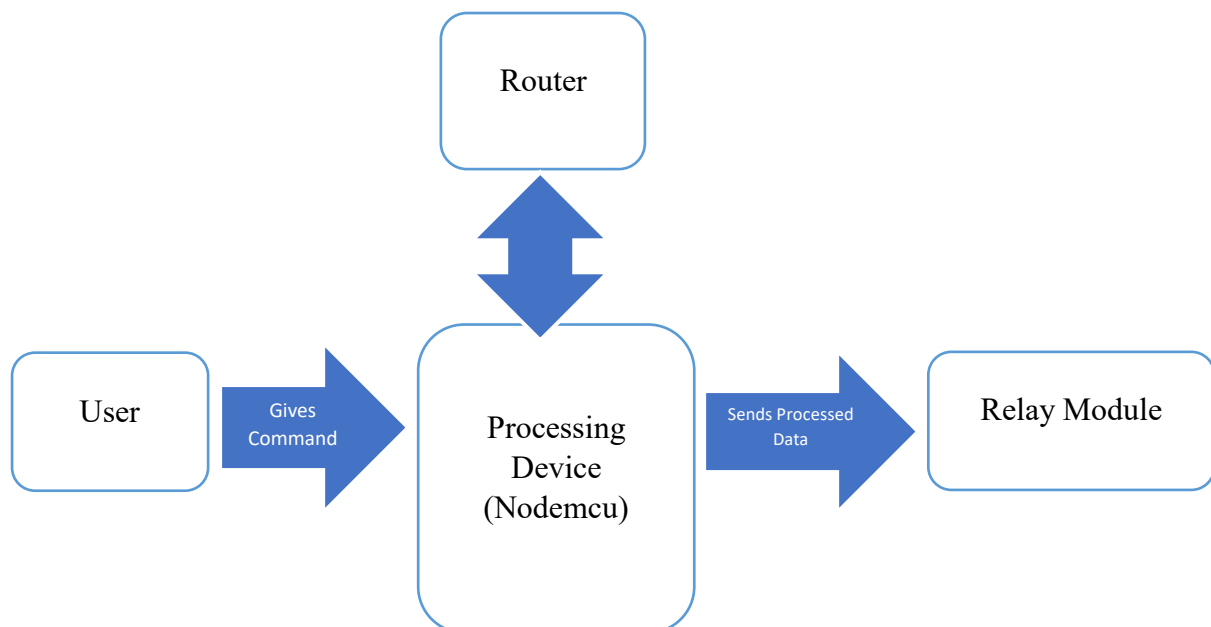 Router
User
Gives
Command
Processing
Device
(Nodemcu)
Sends Processed
Data
Relay Module